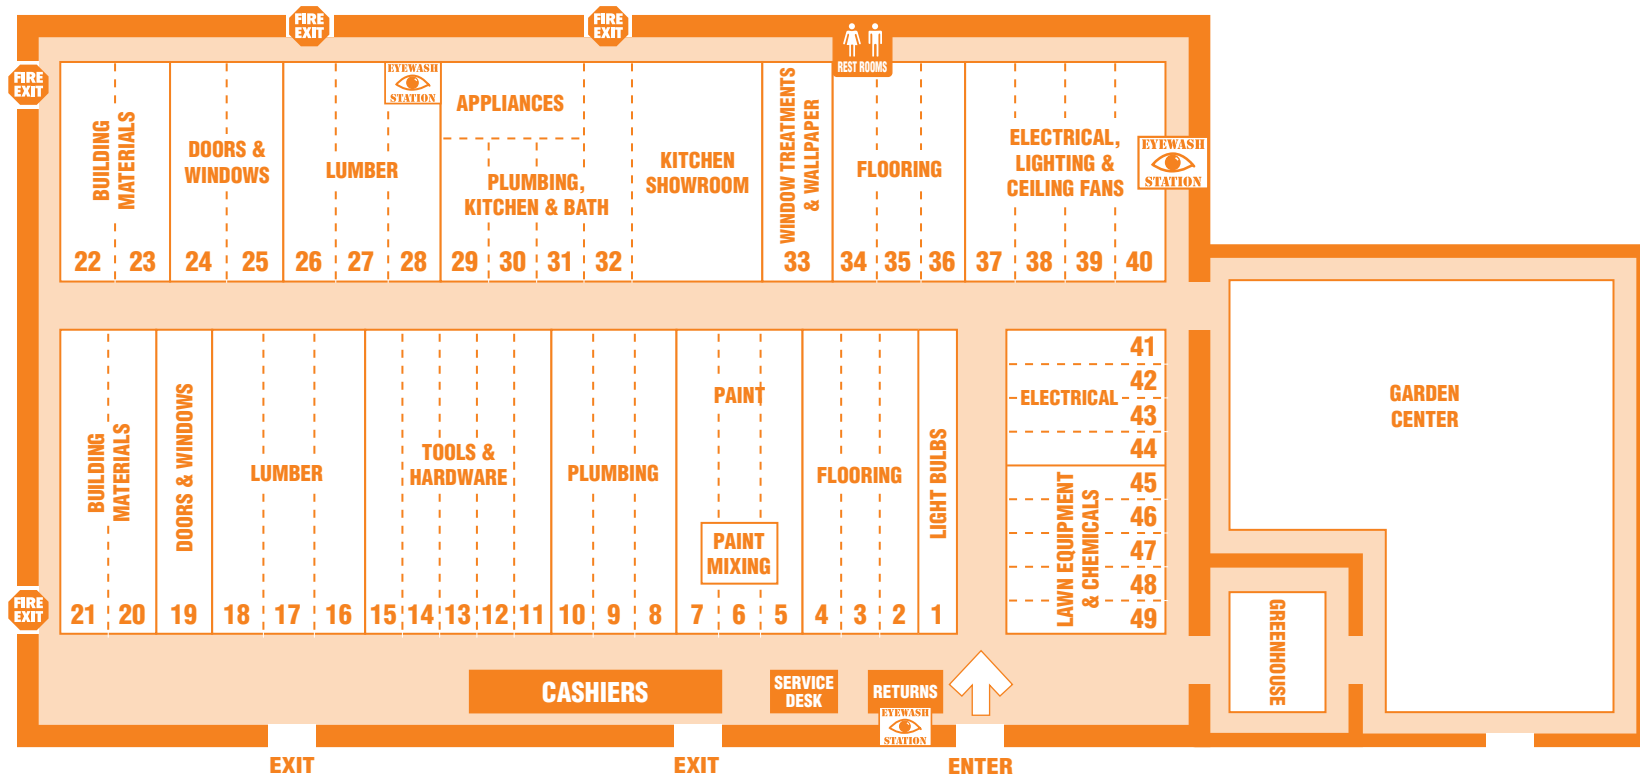 FIRE
EXIT
FIRE
EXIT
FIRE
EXIT
REST ROOMS
EYEWASH
STATION
BUILDING
MATERIALS
DOORS &
WINDOWS
LUMBER
APPLIANCES
PLUMBING,
KITCHEN & BATH
KITCHEN
SHOWROOM
WINDOW TREATMENTS
& WALLPAPER
FLOORING
ELECTRICAL,
LIGHTING &
CEILING FANS
EYEWASH
STATION
22 23 24 25 26 27 28 29 30 31 32 33 34 35 36 37 38 39 40
BUILDING
MATERIALS
DOORS & WINDOWS
LUMBER
TOOLS &
HARDWARE
PLUMBING
PAINT
PAINT
MIXING
FLOORING
LIGHT BULBS
21 20 19 18 17 16 15 14 13 12 11 10 9 8 7 6 5 4 3 2 1
41
42
ELECTRICAL
43
44
LAWN EQUIPMENT
& CHEMICALS
45
46
47
48
49
GARDEN
CENTER
GREENHOUSE
FIRE
EXIT
CASHIERS
SERVICE
DESK
RETURNS
EYEWASH
STATION
EXIT
EXIT
ENTER